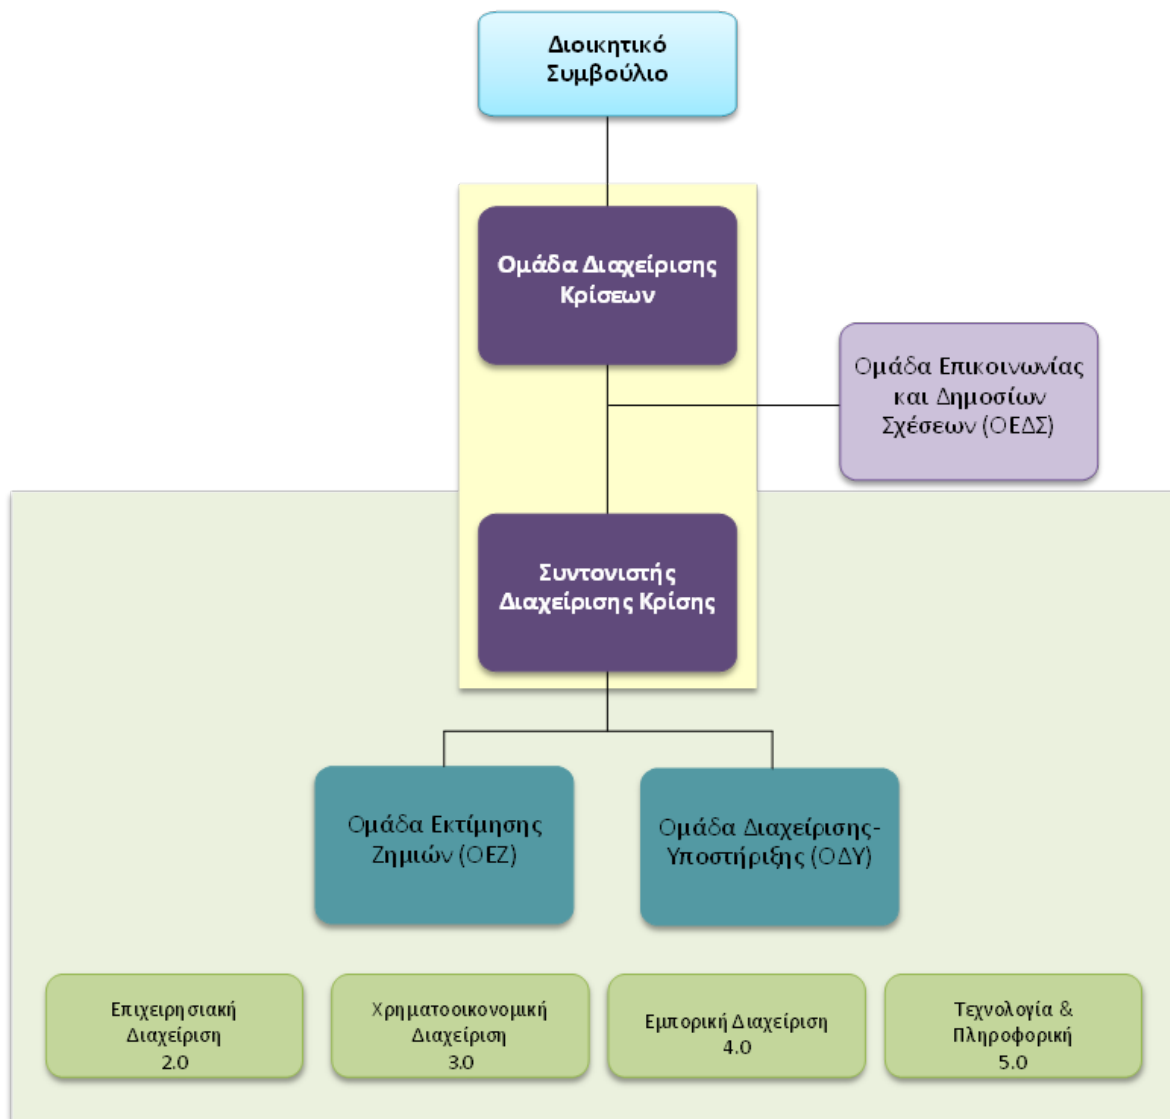 Διοικητικό
Συμβούλιο
Ομάδα Διαχείρισης
Κρίσεων
Ομάδα Επικοινωνίας
και Δημοσίων
Σχέσεων (ΟΕΔΣ)
Συντονιστής
Διαχείρισης Κρίσης
Ομάδα Εκτίμησης
Ζημιών (ΟΕΖ)
Ομάδα Διαχείρισης-
Υποστήριξης (ΟΔΥ)
Επιχειρησιακή
Διαχείριση
2.0
Χρηματοοικονομική
Διαχείριση
3.0
Εμπορική Διαχείριση
4.0
Τεχνολογία &
Πληροφορική
5.0